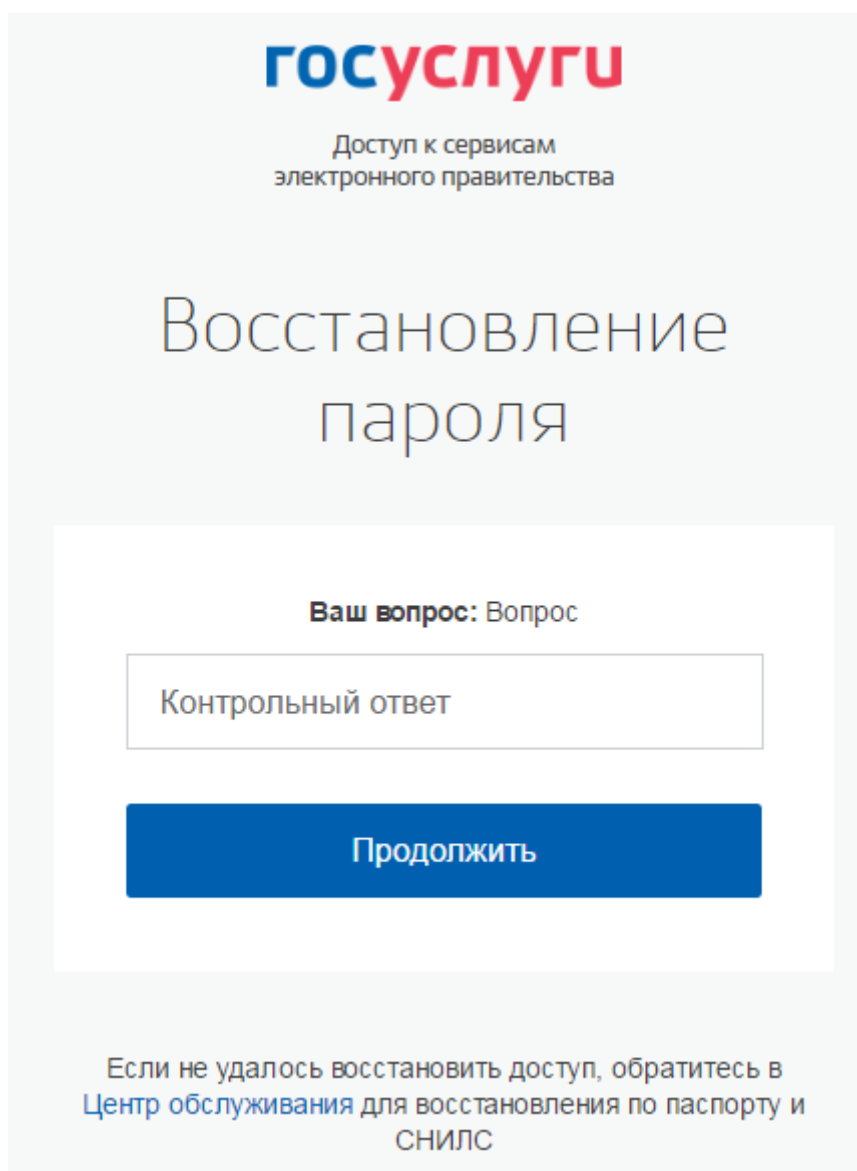 госуслуги
Доступ к сервисам
электронного правительства
Восстановление
пароля
Ваш вопрос: Вопрос
Контрольный ответ
Продолжить
Если не удалось восстановить доступ, обратитесь в
Центр обслуживания для восстановления по паспорту и
СНИЛС